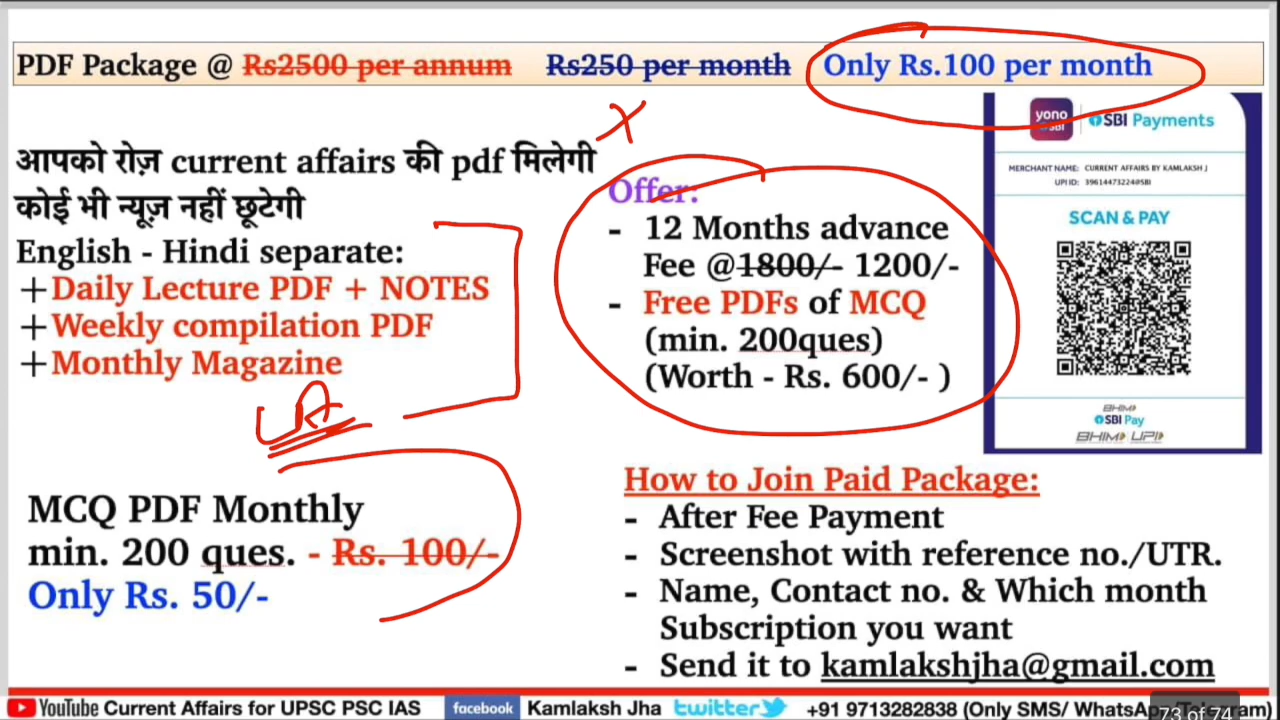 PDF Package @ Rs2500 per annum Rs250 per month Only Rs.100 per month
आपको रोज़ current affairs की pdf मिलेगी
कोई भी न्यूज़ नहीं छूटेगी
English - Hindi separate:
+Daily Lecture PDF + NOTES
+Weekly compilation PDF
+Monthly Magazine
MCQ PDF Monthly
min. 200 ques. - Rs. 100/-
Only Rs. 50/-
Offer:
- 12 Months advance
Fee @1800/- 1200/-
- Free PDFs of MCQ
(min. 200ques)
(Worth - Rs. 600/- )
yono
SBI
SBI Payments
MERCHANT NAME: CURRENT AFFAIRS BY KAMLAKSH J
UPI ID: 39614473224@SBI
SCAN & PAY
BHIM
SBI Pay
BHIM UPI
How to Join Paid Package:
- After Fee Payment
- Screenshot with reference no./UTR.
- Name, Contact no. & Which month
Subscription you want
- Send it to kamlakshjha@gmail.com
YouTube Current Affairs for UPSC PSC IAS facebook Kamlaksh Jha twitter +91 9713282838 (Only SMS/ WhatsApp/Telegram)
73 of 74